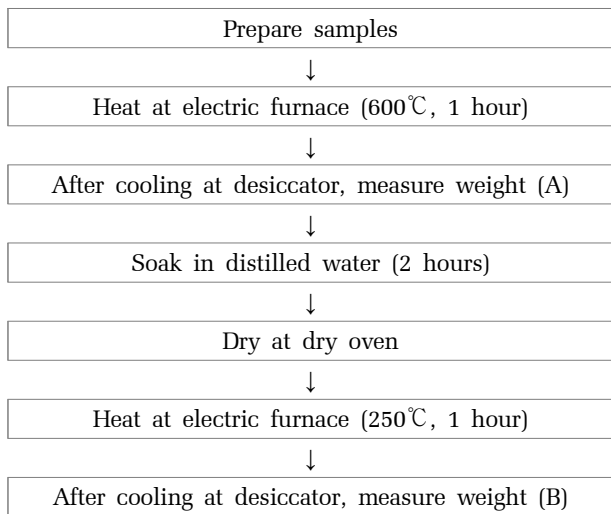 Prepare samples
↓
Heat at electric furnace (600℃, 1 hour)
↓
After cooling at desiccator, measure weight (A)
↓
Soak in distilled water (2 hours)
↓
Dry at dry oven
↓
Heat at electric furnace (250℃, 1 hour)
↓
After cooling at desiccator, measure weight (B)